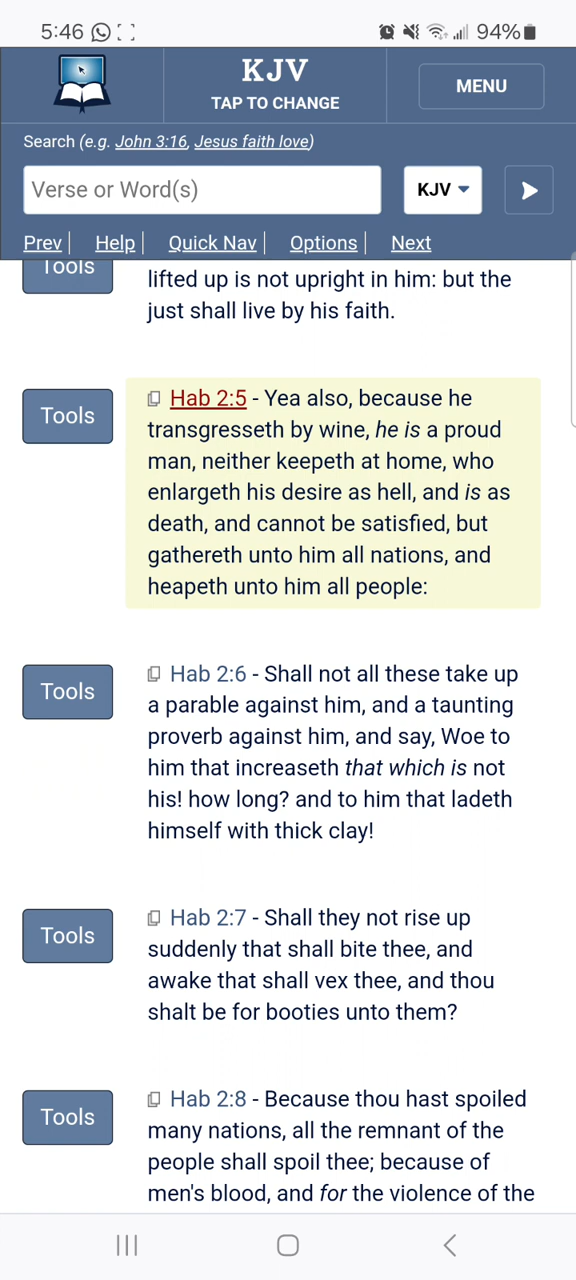 5:46 94%
KJV
TAP TO CHANGE
MENU
Search (e.g. John 3:16, Jesus faith love)
Verse or Word(s)
KJV
Prev Help Quick Nav Options Next
Tools
lifted up is not upright in him: but the
just shall live by his faith.
Tools
Hab 2:5 - Yea also, because he
transgresseth by wine, he is a proud
man, neither keepeth at home, who
enlargeth his desire as hell, and is as
death, and cannot be satisfied, but
gathereth unto him all nations, and
heapeth unto him all people:
Tools
Hab 2:6 - Shall not all these take up
a parable against him, and a taunting
proverb against him, and say, Woe to
him that increaseth that which is not
his! how long? and to him that ladeth
himself with thick clay!
Tools
Hab 2:7 - Shall they not rise up
suddenly that shall bite thee, and
awake that shall vex thee, and thou
shalt be for booties unto them?
Tools
Hab 2:8 - Because thou hast spoiled
many nations, all the remnant of the
people shall spoil thee; because of
men's blood, and for the violence of the